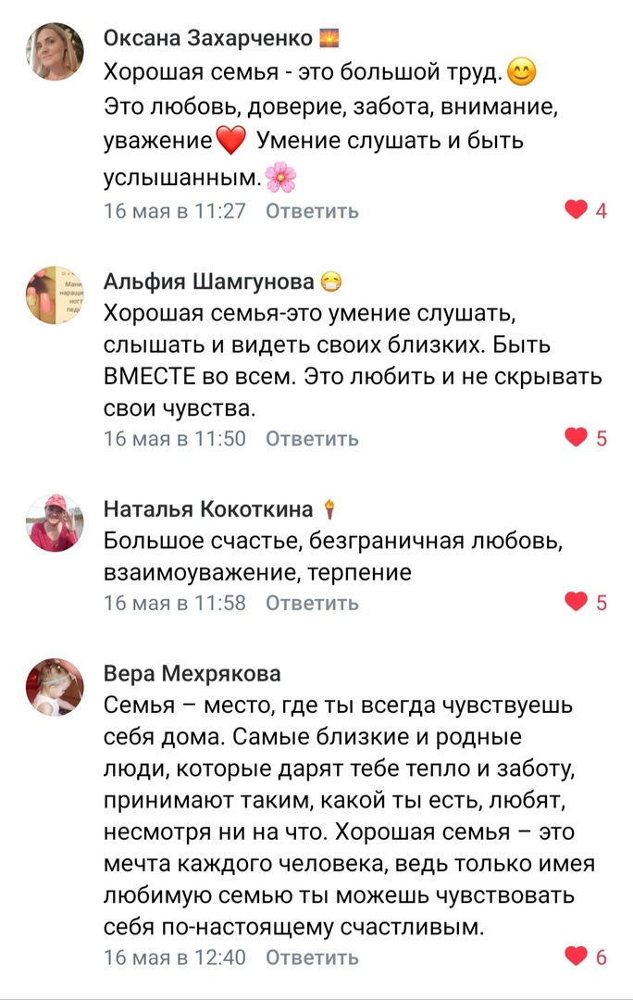 Оксана Захарченко
Хорошая семья - это большой труд.😊
Это любовь, доверие, забота, внимание,
уважение❤️ Умение слушать и быть
услышанным.🌸
16 мая в 11:27 Ответить 4
Альфия Шамгунова
Хорошая семья-это умение слушать,
слышать и видеть своих близких. Быть
ВМЕСТЕ во всем. Это любить и не скрывать
свои чувства.
16 мая в 11:50 Ответить 5
Наталья Кокоткина
Большое счастье, безграничная любовь,
взаимоуважение, терпение
16 мая в 11:58 Ответить 5
Вера Мехрякова
Семья – место, где ты всегда чувствуешь
себя дома. Самые близкие и родные
люди, которые дарят тебе тепло и заботу,
принимают таким, какой ты есть, любят,
несмотря ни на что. Хорошая семья – это
мечта каждого человека, ведь только имея
любимую семью ты можешь чувствовать
себя по-настоящему счастливым.
16 мая в 12:40 Ответить 6